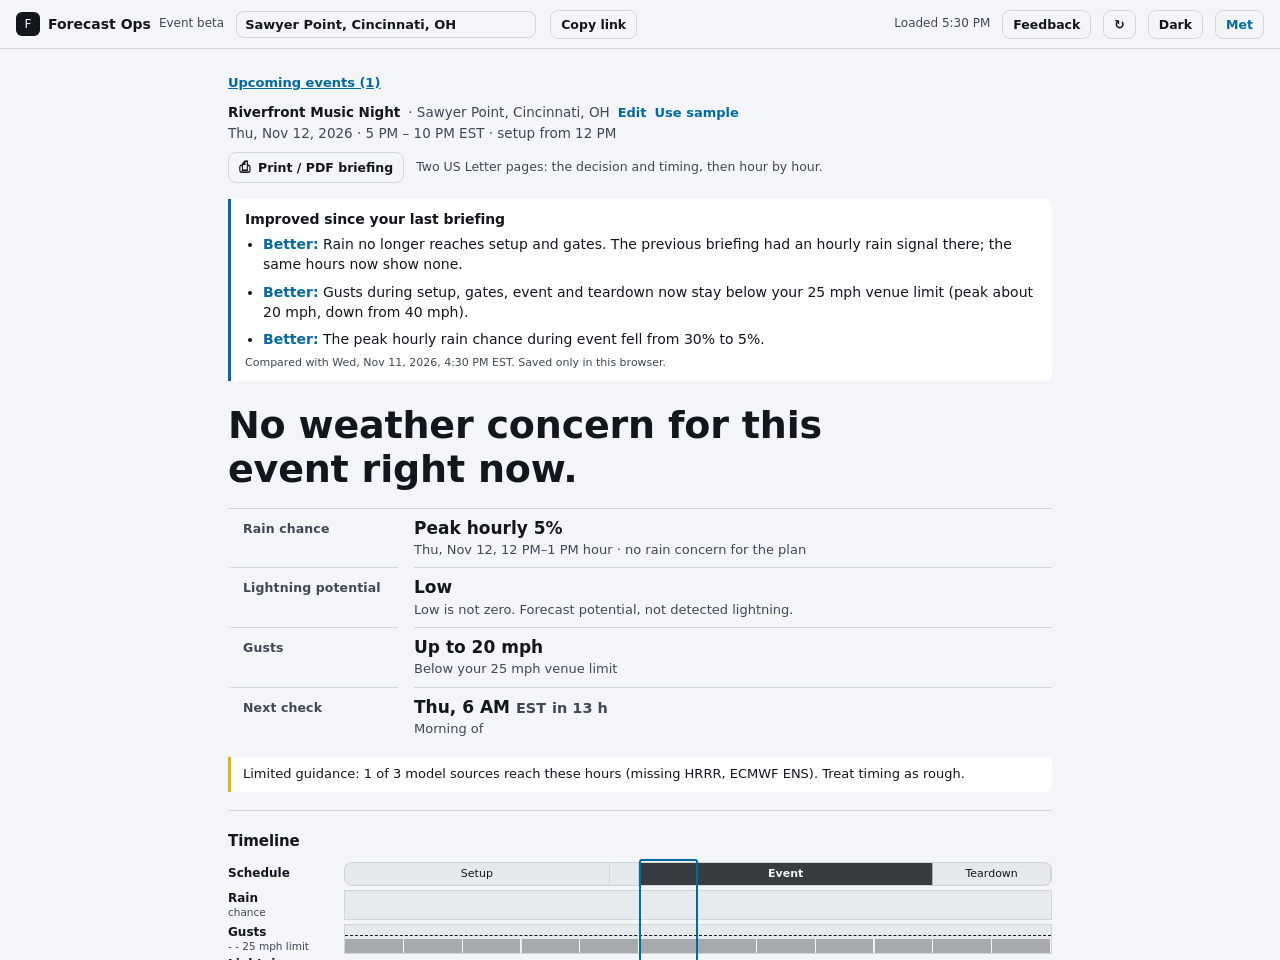 F Forecast Ops Event beta Sawyer Point, Cincinnati, OH Copy link Loaded 5:30 PM Feedback ↻ Dark Met
Upcoming events (1)
Riverfront Music Night · Sawyer Point, Cincinnati, OH Edit Use sample
Thu, Nov 12, 2026 · 5 PM – 10 PM EST · setup from 12 PM
⎙ Print / PDF briefing Two US Letter pages: the decision and timing, then hour by hour.
Improved since your last briefing
• Better: Rain no longer reaches setup and gates. The previous briefing had an hourly rain signal there; the
same hours now show none.
• Better: Gusts during setup, gates, event and teardown now stay below your 25 mph venue limit (peak about
20 mph, down from 40 mph).
• Better: The peak hourly rain chance during event fell from 30% to 5%.
Compared with Wed, Nov 11, 2026, 4:30 PM EST. Saved only in this browser.
No weather concern for this
event right now.
Rain chance Peak hourly 5%
Thu, Nov 12, 12 PM–1 PM hour · no rain concern for the plan
Lightning potential Low
Low is not zero. Forecast potential, not detected lightning.
Gusts Up to 20 mph
Below your 25 mph venue limit
Next check Thu, 6 AM EST in 13 h
Morning of
Limited guidance: 1 of 3 model sources reach these hours (missing HRRR, ECMWF ENS). Treat timing as rough.
Timeline
Schedule Setup Event Teardown
Rain
chance
Gusts
- - 25 mph limit